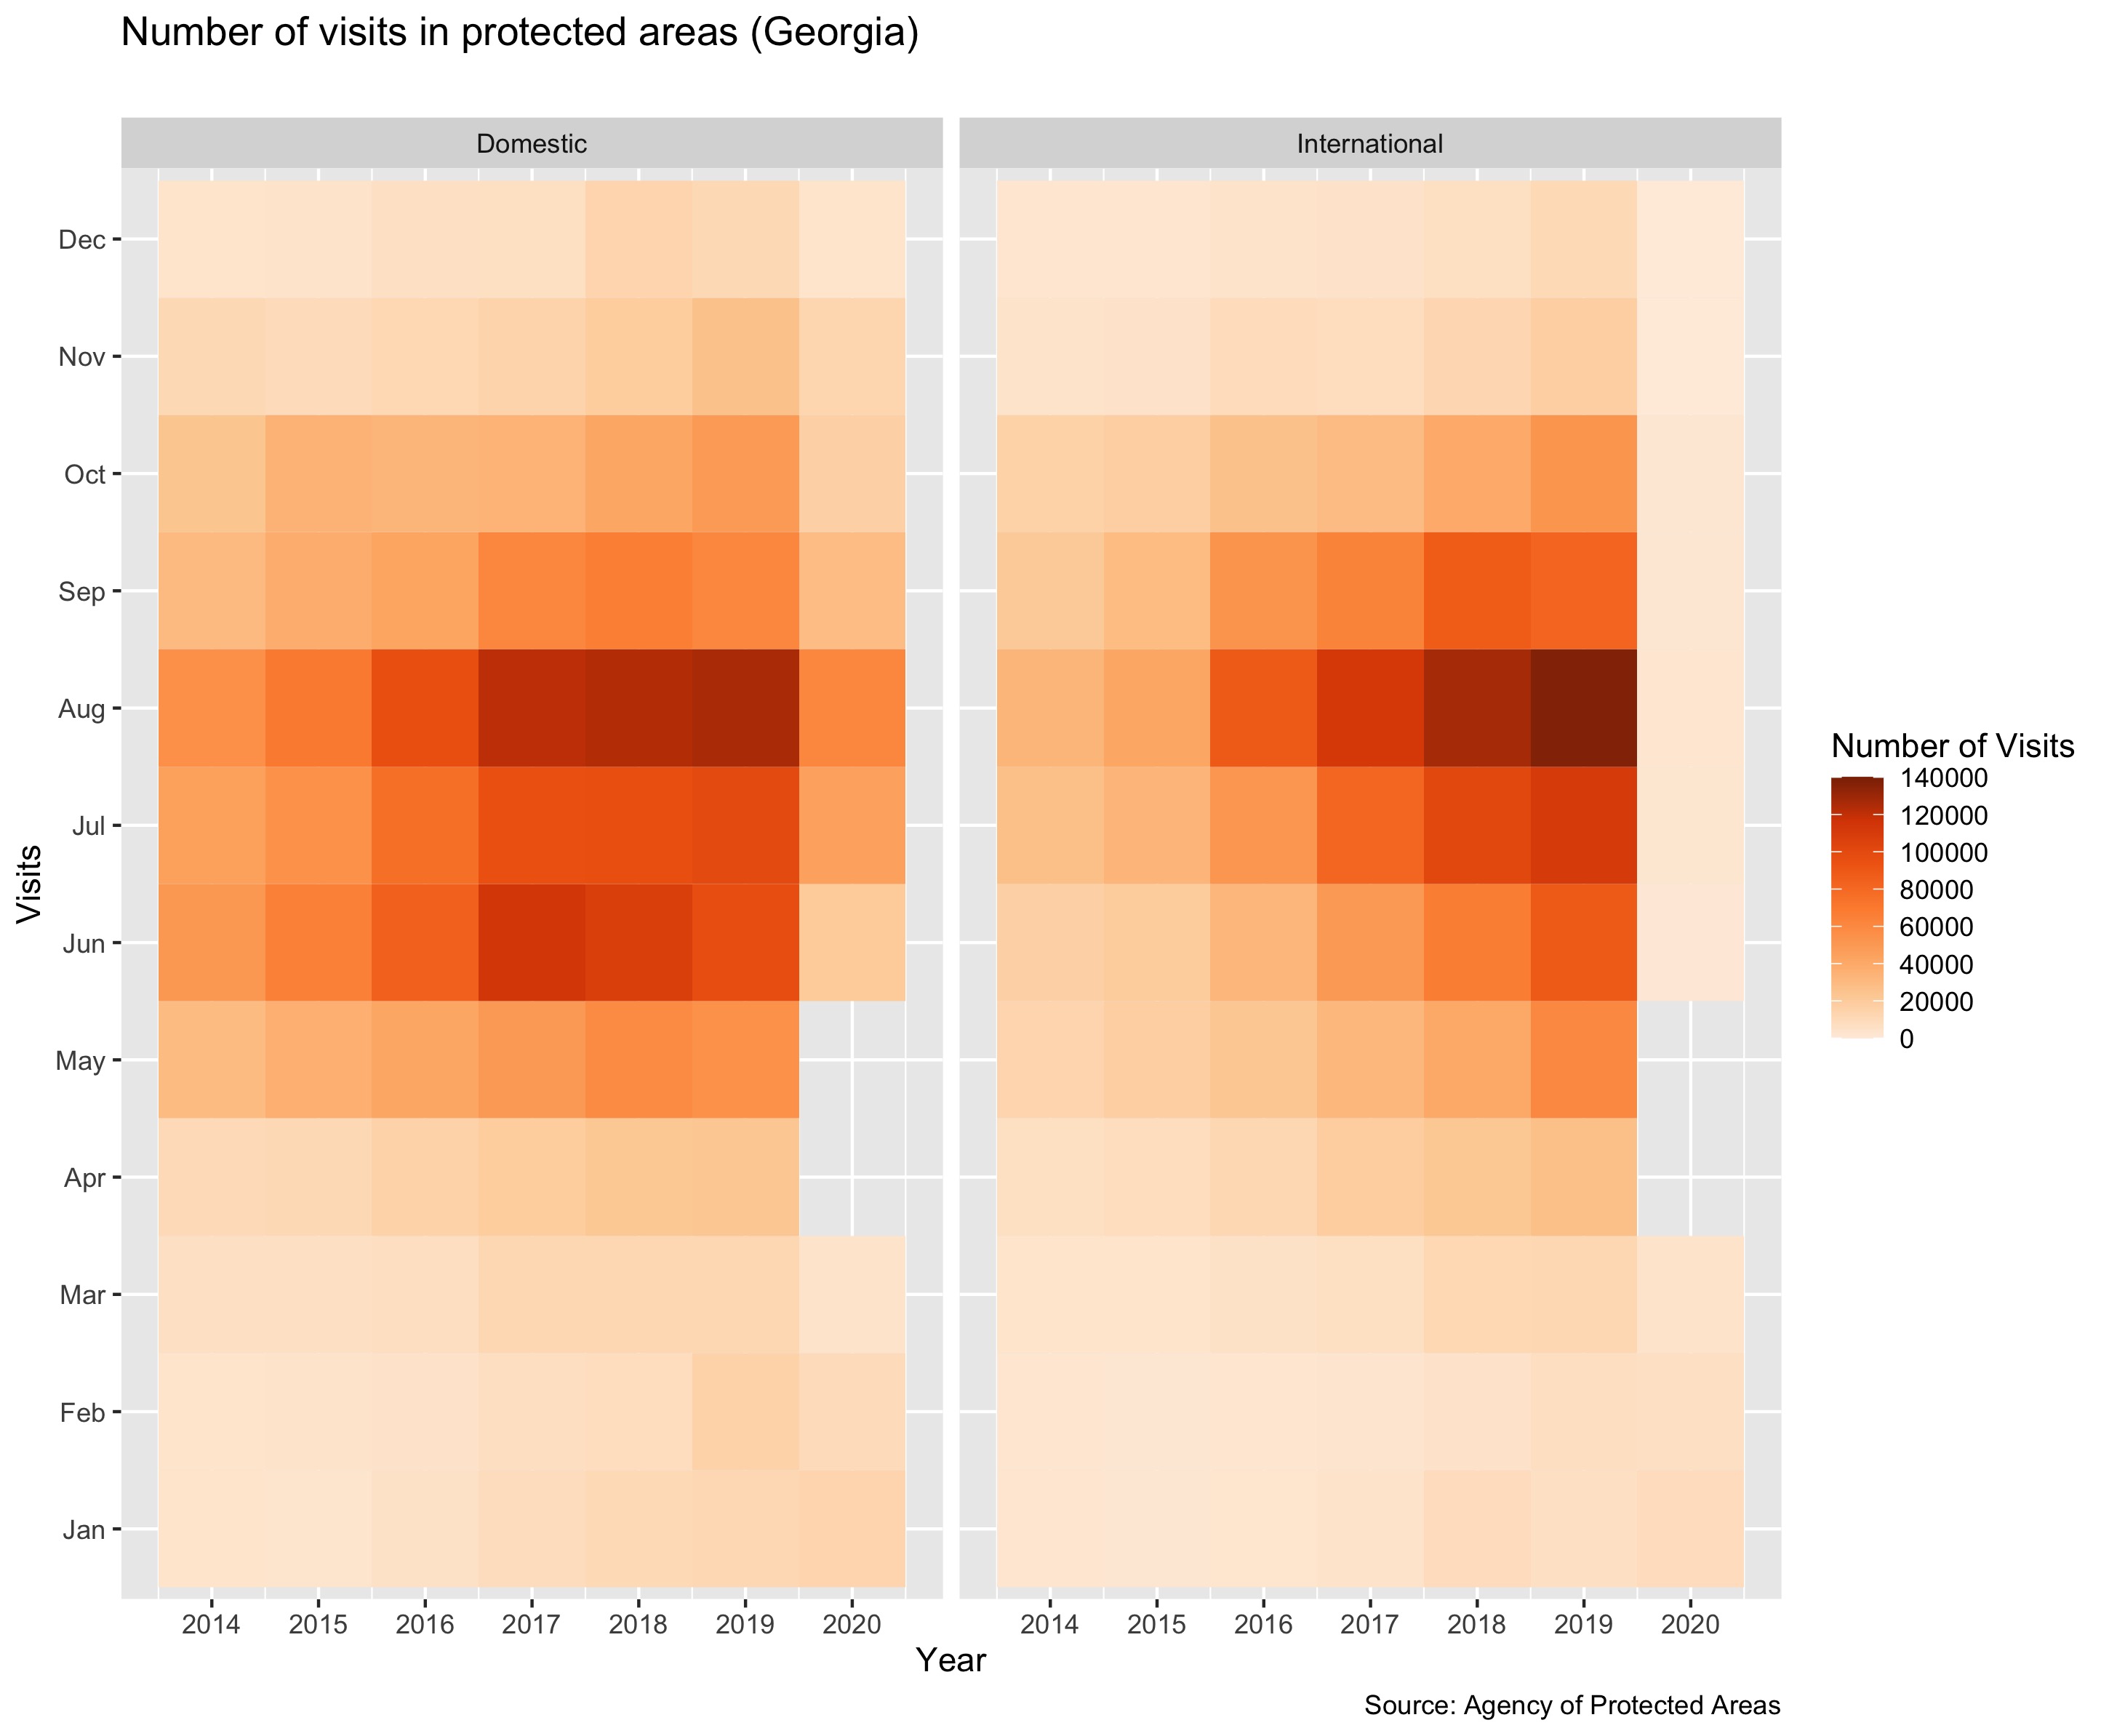 Number of visits in protected areas (Georgia)
Domestic
International
Dec
Nov
Oct
Sep
Aug
Jul
Jun
May
Apr
Mar
Feb
Jan
Visits
2014 2015 2016 2017 2018 2019 2020
2014 2015 2016 2017 2018 2019 2020
Year
Number of Visits
140000
120000
100000
80000
60000
40000
20000
0
Source: Agency of Protected Areas